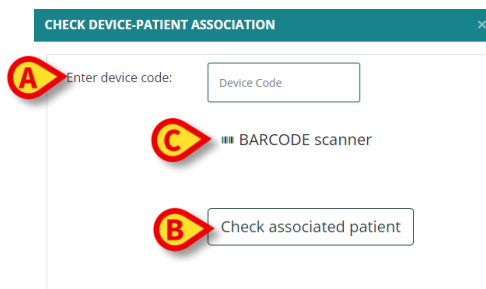 CHECK DEVICE-PATIENT ASSOCIATION ×
A Enter device code: Device Code
C BARCODE scanner
B Check associated patient